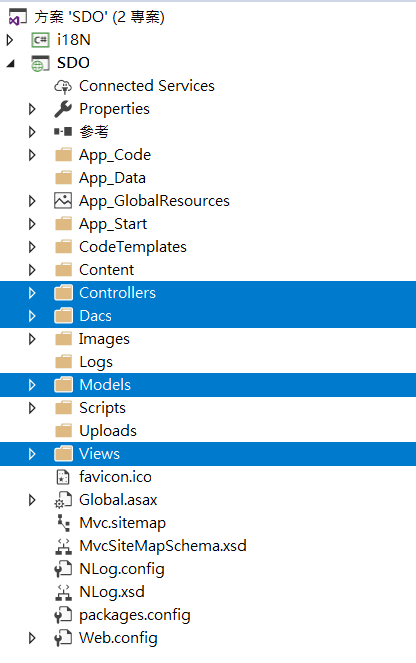 方案 'SDO' (2 專案)
C# i18N
SDO
Connected Services
Properties
參考
App_Code
App_Data
App_GlobalResources
App_Start
CodeTemplates
Content
Controllers
Dacs
Images
Logs
Models
Scripts
Uploads
Views
favicon.ico
Global.asax
Mvc.sitemap
MvcSiteMapSchema.xsd
NLog.config
NLog.xsd
packages.config
Web.config